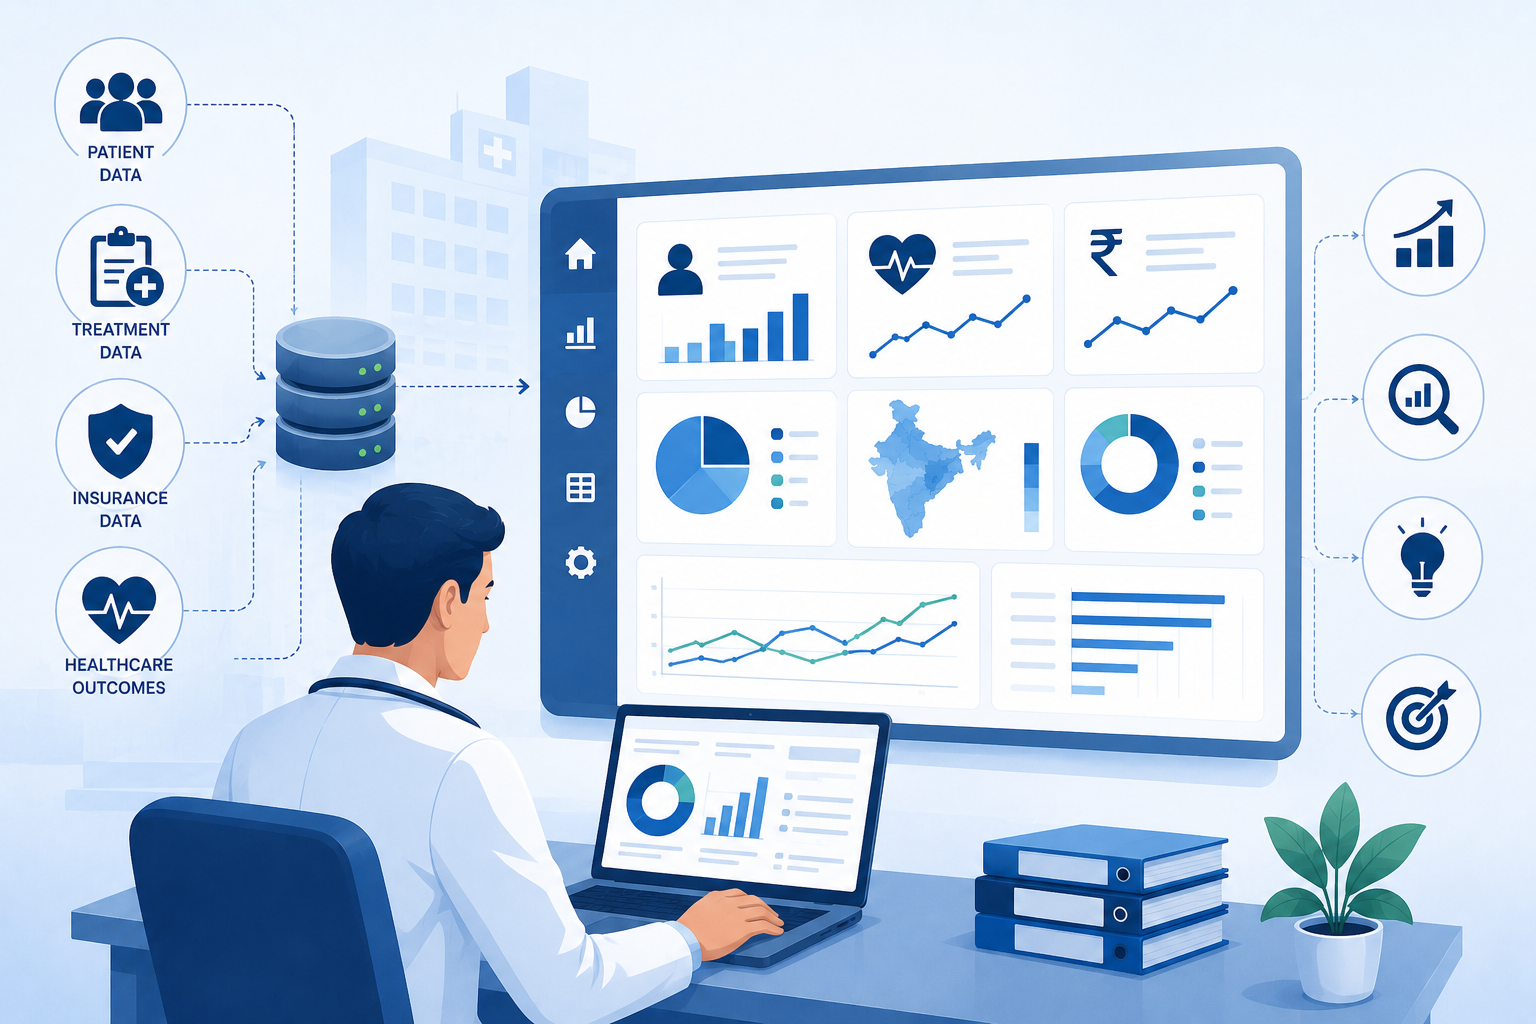 PATIENT
DATA
TREATMENT
DATA
INSURANCE
DATA
HEALTHCARE
OUTCOMES
₹